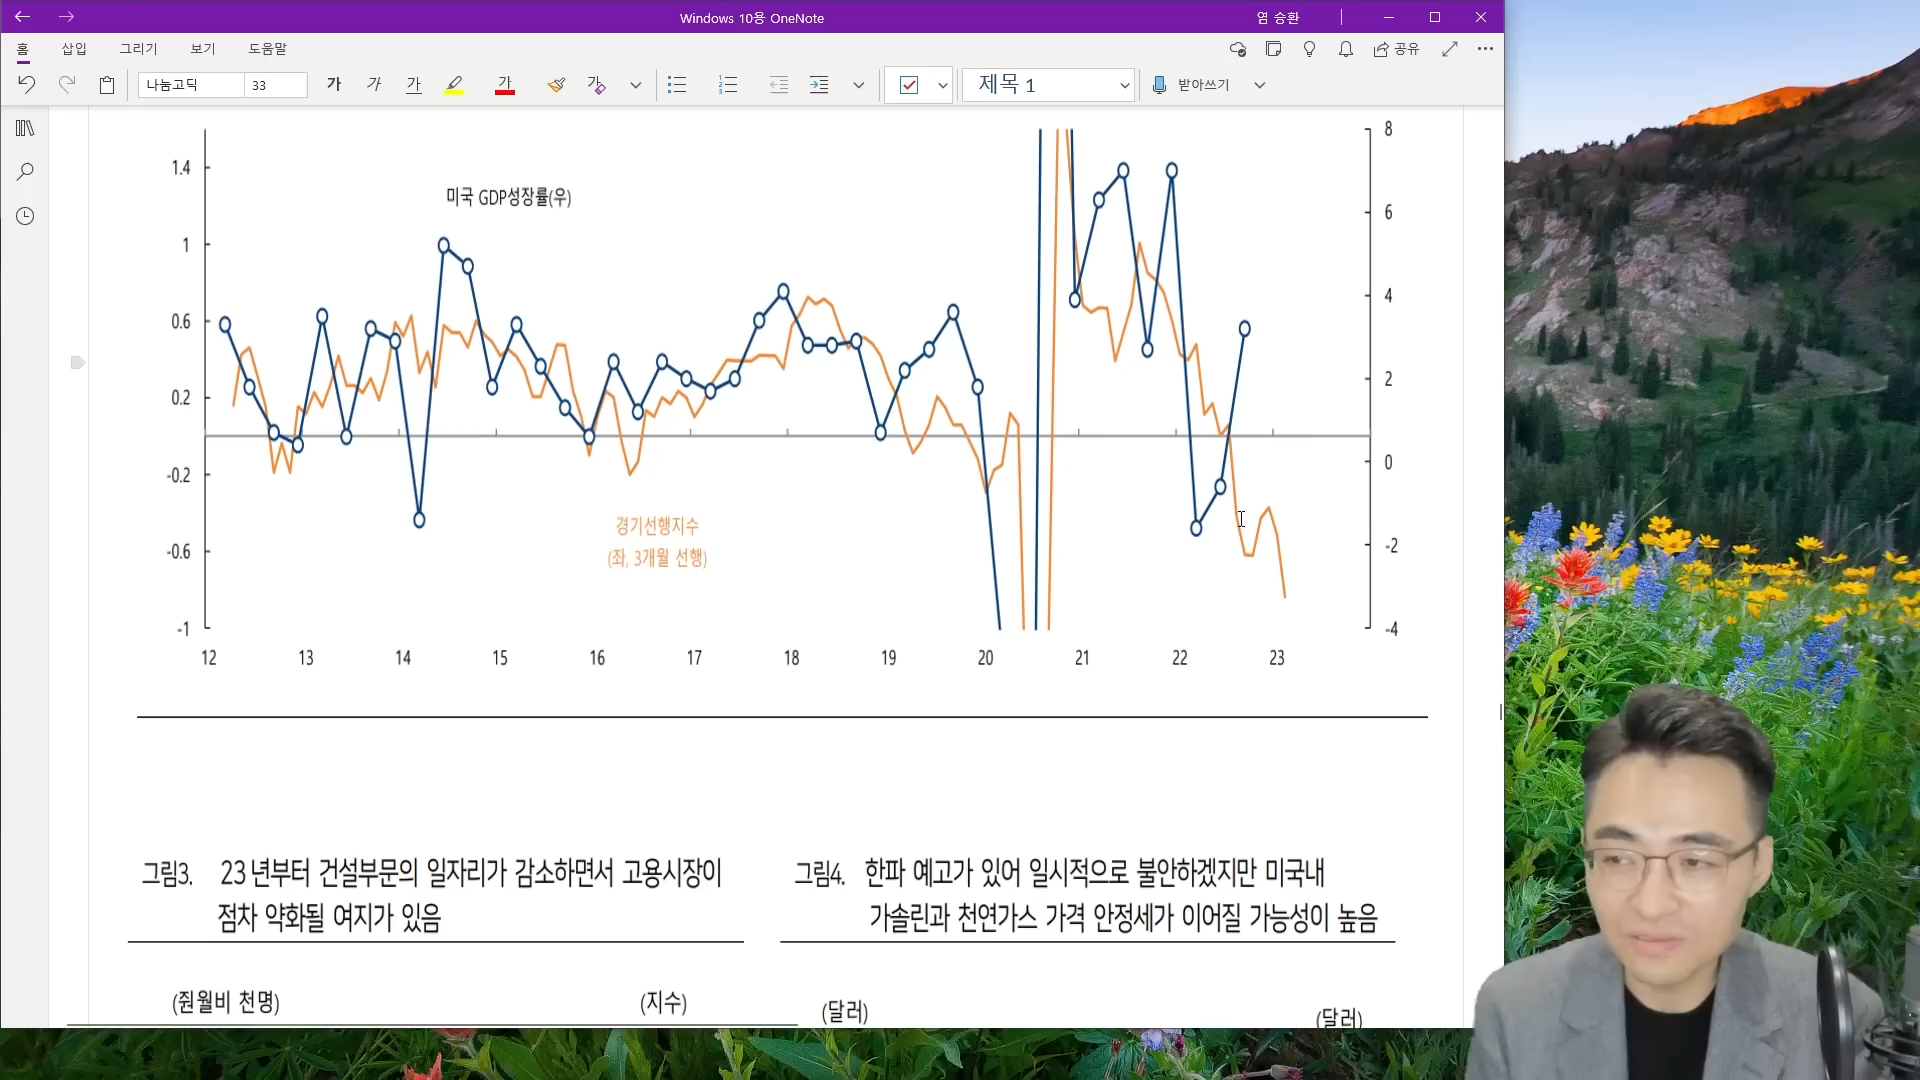 Windows 10용 OneNote
염 승환
홈 삽입 그리기 보기 도움말
공유
나눔고딕 33 가 가 가 가 제목 1 받아쓰기
8
1.4
미국 GDP성장률(우)
6
1
4
0.6
2
0.2
0
-0.2
경기선행지수
(좌, 3개월 선행)
-2
-0.6
-1
-4
12 13 14 15 16 17 18 19 20 21 22 23
그림3. 23년부터 건설부문의 일자리가 감소하면서 고용시장이
점차 약화될 여지가 있음
그림4. 한파 예고가 있어 일시적으로 불안하겠지만 미국내
가솔린과 천연가스 가격 안정세가 이어질 가능성이 높음
(전월비 천명) (지수)
(달러) (달러)